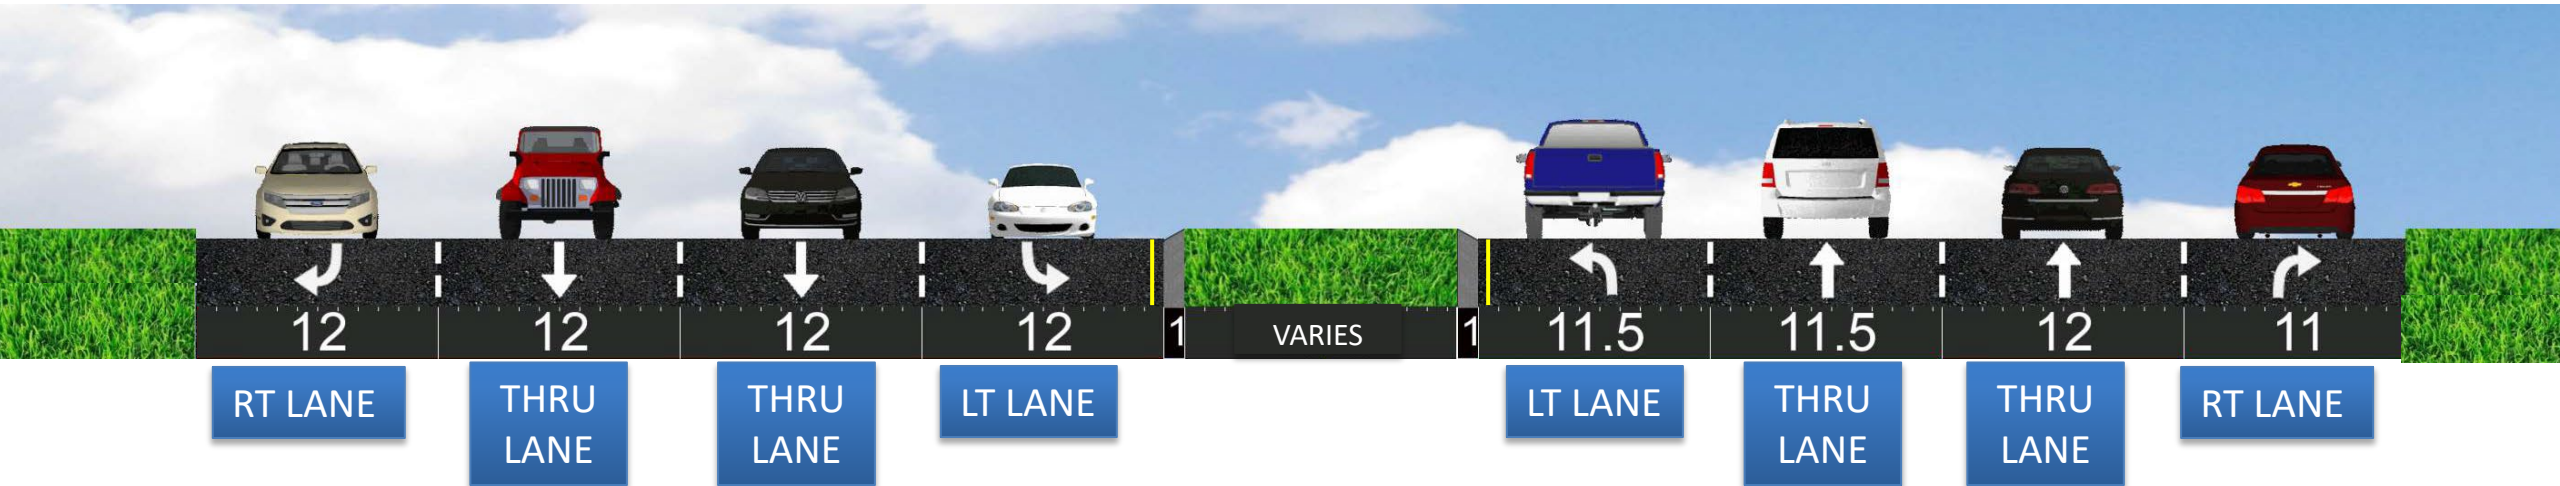 12 12 12 12 1 VARIES 1 11.5 11.5 12 11
RT LANE
THRU
LANE
THRU
LANE
LT LANE
LT LANE
THRU
LANE
THRU
LANE
RT LANE